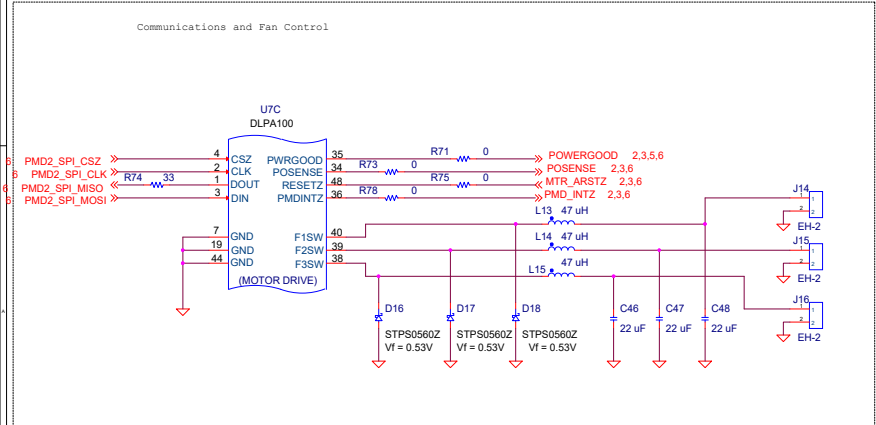 Communications and Fan Control
U7C
DLPA100
6 PMD2_SPI_CSZ 4 CSZ PWRGOOD 35 R71 0 POWERGOOD 2,3,5,6
6 PMD2_SPI_CLK 2 CLK POSENSE 34 R73 0 POSENSE 2,3,6
6 PMD2_SPI_MISO R74 33 1 DOUT RESETZ 48 R75 0 MTR_ARSTZ 2,3,6
6 PMD2_SPI_MOSI 3 DIN PMDINTZ 36 R78 0 PMD_INTZ 2,3,6
J14
1
2
EH-2
L13 47 uH
7 GND F1SW 40
L14 47 uH
19 GND F2SW 39
L15 47 uH
44 GND F3SW 38
(MOTOR DRIVE)
J15
1
2
EH-2
J16
1
2
EH-2
D16
STPS0560Z
Vf = 0.53V
D17
STPS0560Z
Vf = 0.53V
D18
STPS0560Z
Vf = 0.53V
C46
22 uF
C47
22 uF
C48
22 uF
A